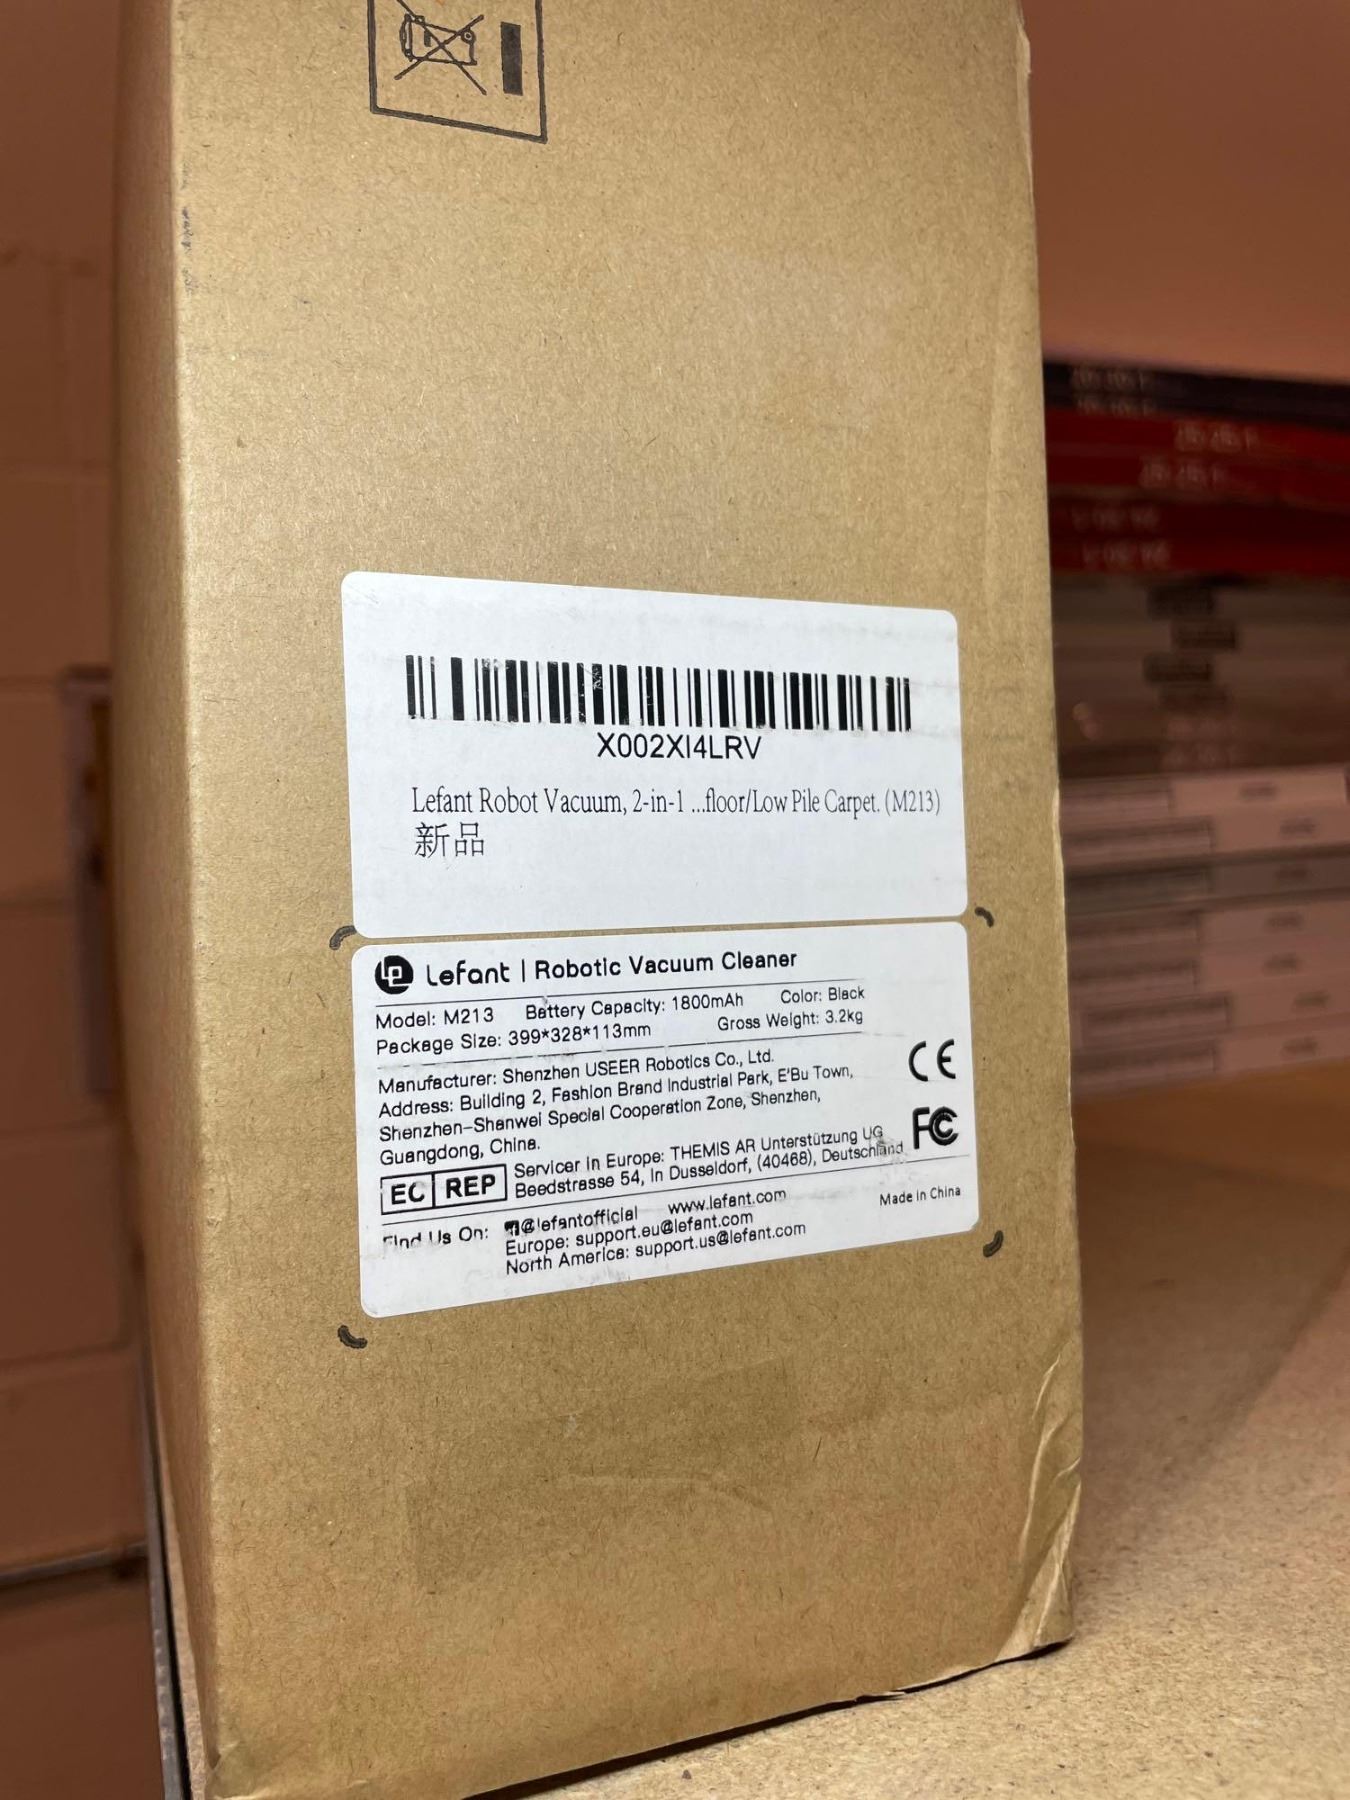 X002XI4LRV
Lefant Robot Vacuum, 2-in-1 ...floor/Low Pile Carpet. (M213)
新品
Lefant | Robotic Vacuum Cleaner
Model: M213 Battery Capacity: 1800mAh Color: Black
Package Size: 399*328*113mm Gross Weight: 3.2kg
Manufacturer: Shenzhen USEER Robotics Co., Ltd.
Address: Building 2, Fashion Brand Industrial Park, E'Bu Town,
Shenzhen-Shanwei Special Cooperation Zone, Shenzhen,
Guangdong, China.
CE
FC
EC REP
Servicer in Europe: THEMIS AR Unterstützung UG
Beedstrasse 54, in Dusseldorf, (40468), Deutschland
Find Us On: @lefantofficial www.lefant.com
Europe: support.eu@lefant.com
North America: support.us@lefant.com
Made in China